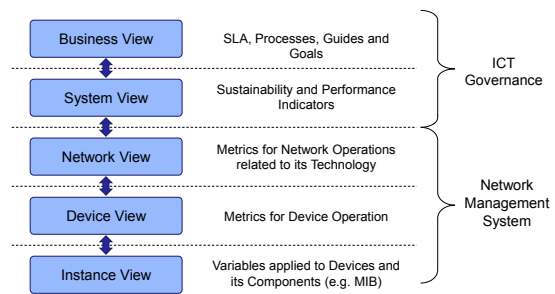 Business View
SLA, Processes, Guides and
Goals
ICT
Governance
System View
Sustainability and Performance
Indicators
Network View
Metrics for Network Operations
related to its Technology
Network
Management
System
Device View
Metrics for Device Operation
Instance View
Variables applied to Devices and
its Components (e.g. MIB)